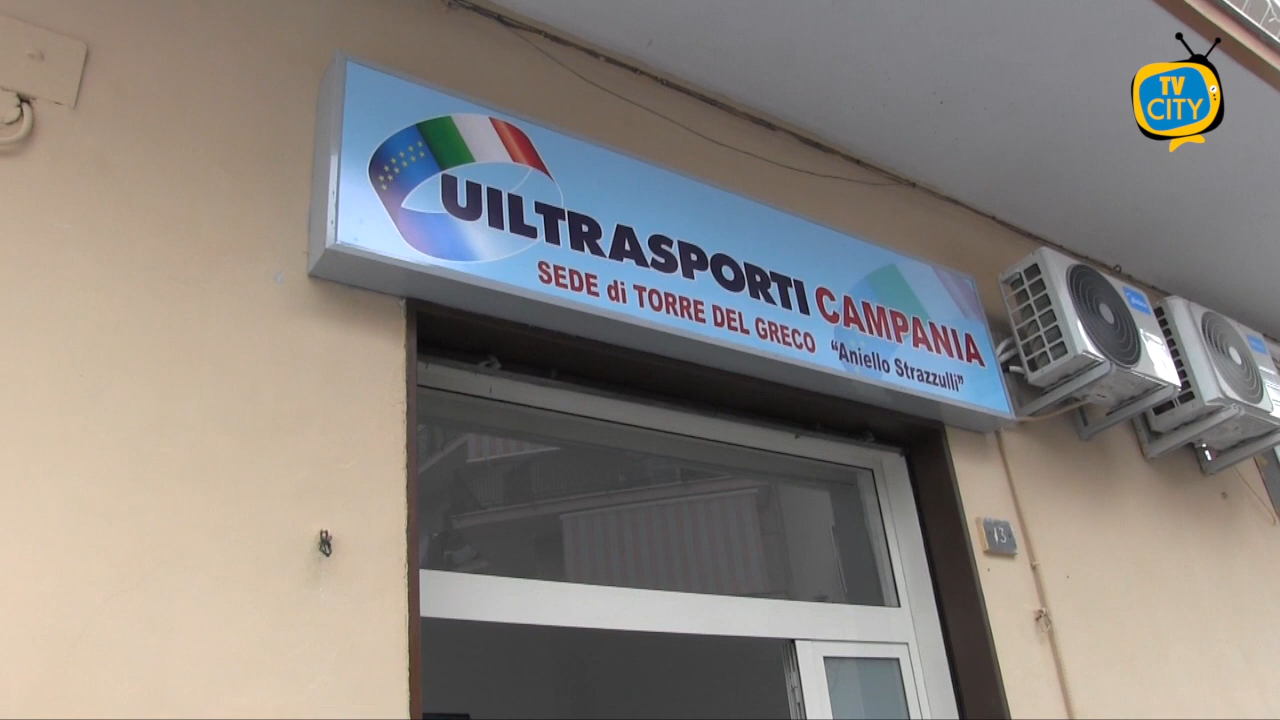 TV
CITY
UILTRASPORTI CAMPANIA
SEDE di TORRE DEL GRECO "Aniello Strazzulli"
13